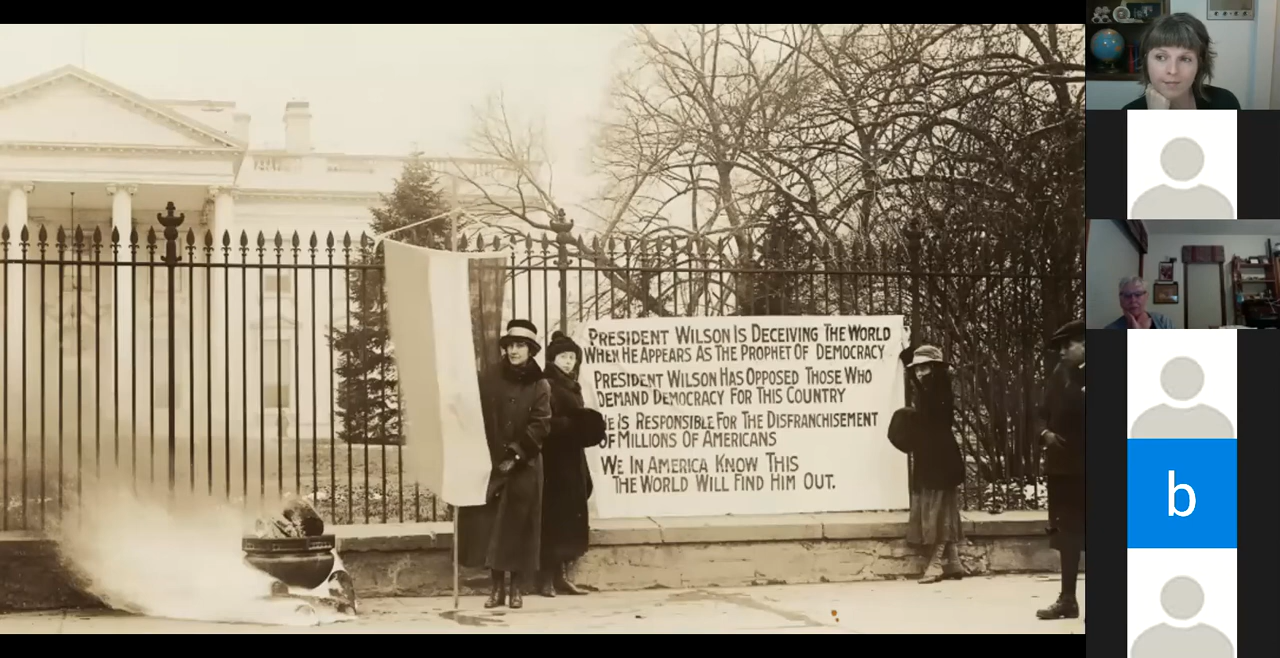 PRESIDENT WILSON IS DECEIVING THE WORLD
WHEN HE APPEARS AS THE PROPHET OF DEMOCRACY
PRESIDENT WILSON HAS OPPOSED THOSE WHO
DEMAND DEMOCRACY FOR THIS COUNTRY
HE IS RESPONSIBLE FOR THE DISFRANCHISEMENT
OF MILLIONS OF AMERICANS
WE IN AMERICA KNOW THIS
THE WORLD WILL FIND HIM OUT.
b